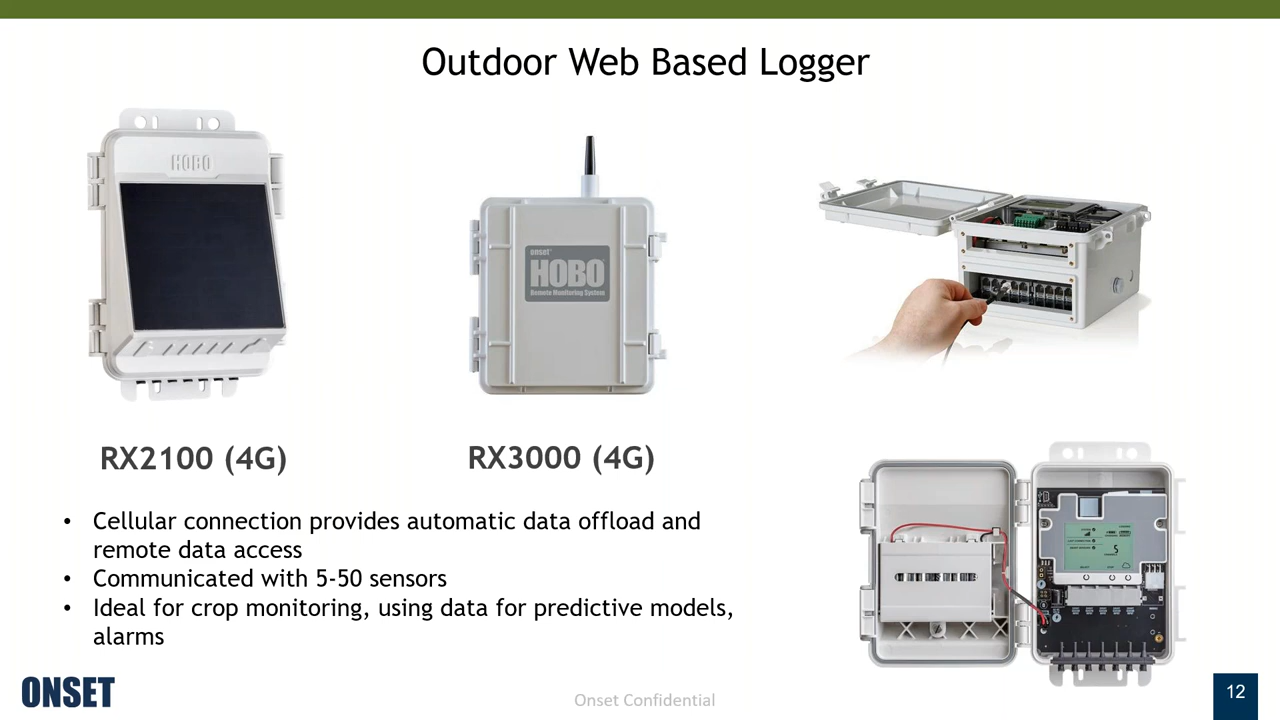 Outdoor Web Based Logger
HOBO
onset
HOBO
Remote Monitoring System
RX2100 (4G)
RX3000 (4G)
• Cellular connection provides automatic data offload and
remote data access
• Communicated with 5-50 sensors
• Ideal for crop monitoring, using data for predictive models,
alarms
5
ONSET
Onset Confidential
12